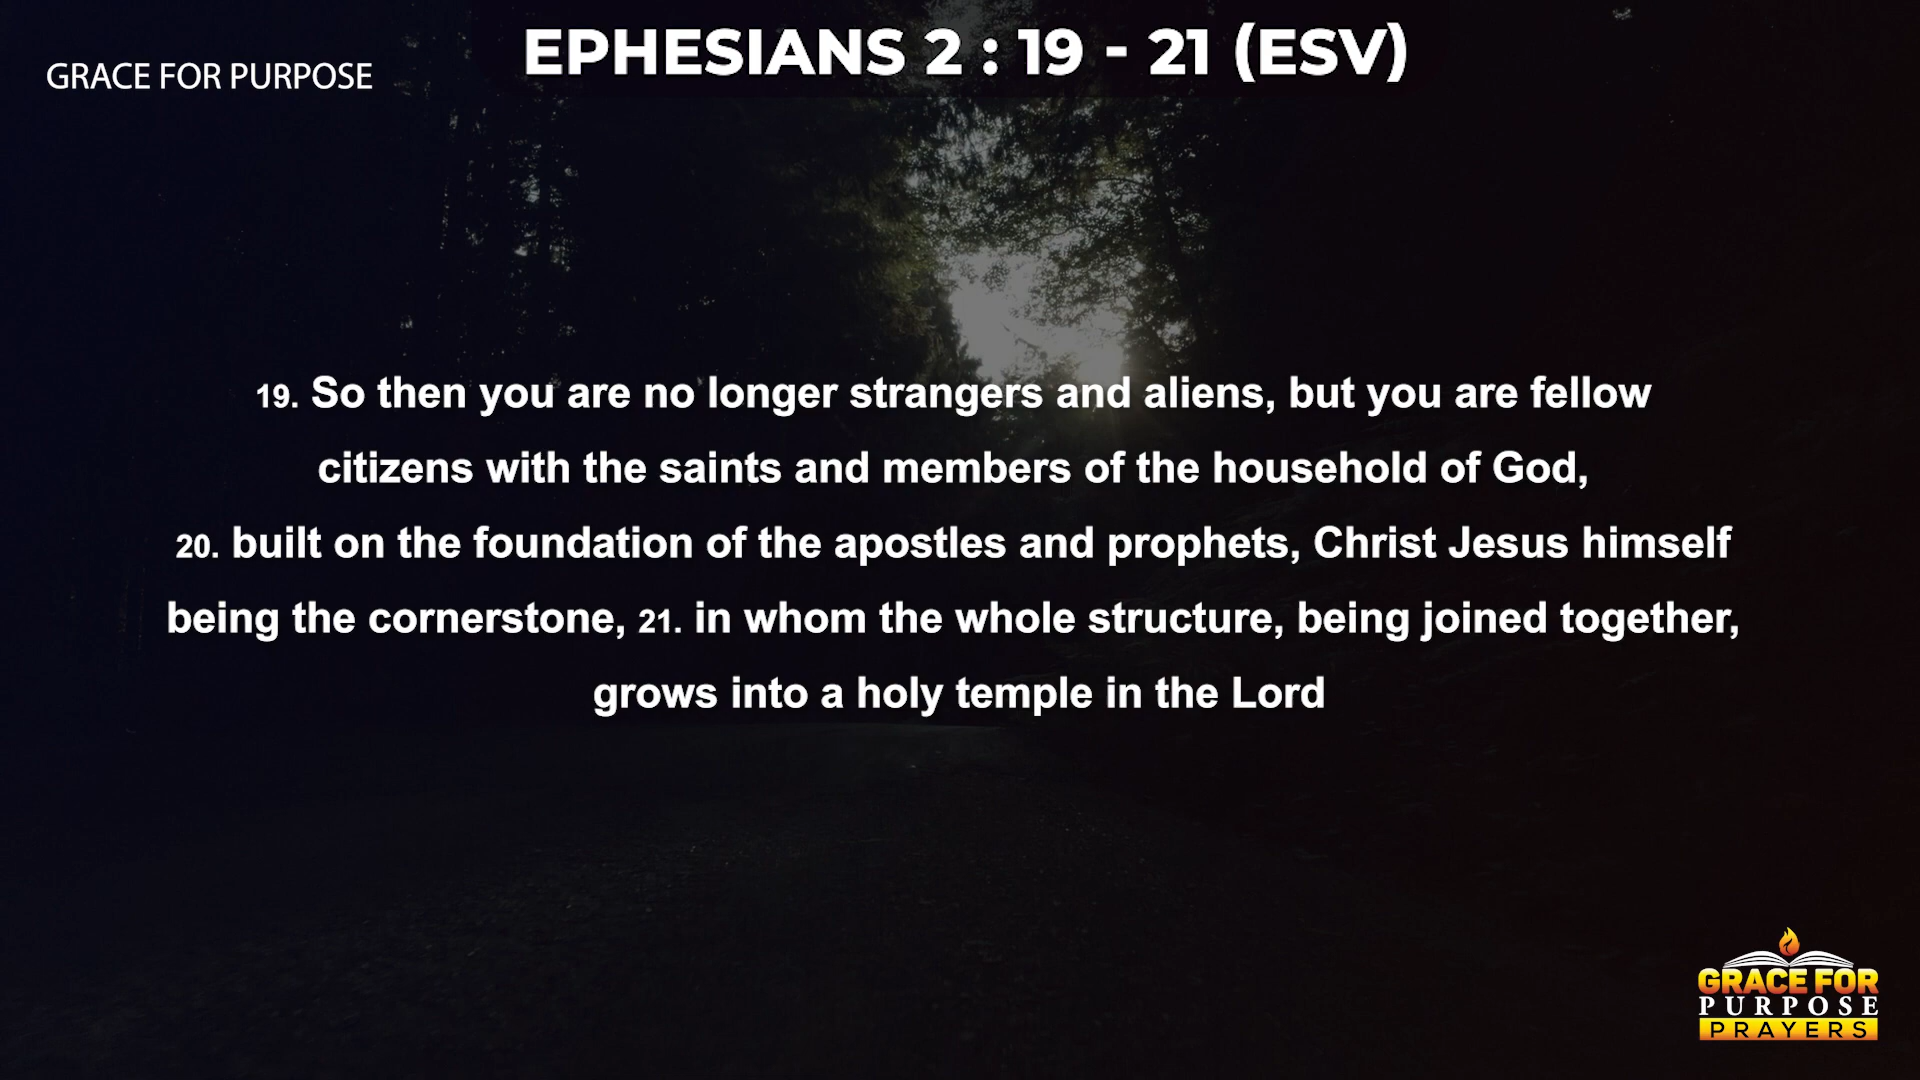 EPHESIANS 2 : 19 - 21 (ESV)
GRACE FOR PURPOSE
19. So then you are no longer strangers and aliens, but you are fellow
citizens with the saints and members of the household of God,
20. built on the foundation of the apostles and prophets, Christ Jesus himself
being the cornerstone, 21. in whom the whole structure, being joined together,
grows into a holy temple in the Lord
GRACE FOR
PURPOSE
PRAYERS